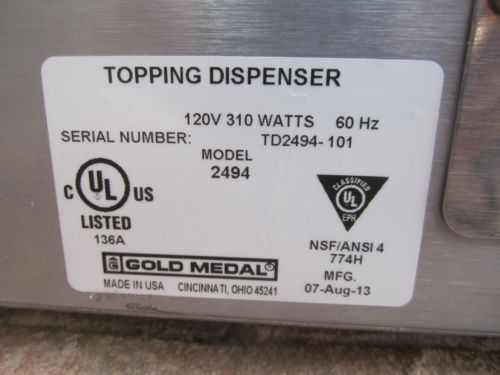 TOPPING DISPENSER
120V 310 WATTS 60 Hz
SERIAL NUMBER: TD2494-101
MODEL
2494
C UL US
LISTED
136A
CLASSIFIED
UL
EPH
NSF/ANSI 4
774H
MFG.
07-Aug-13
GOLD MEDAL
MADE IN USA CINCINNATI, OHIO 45241